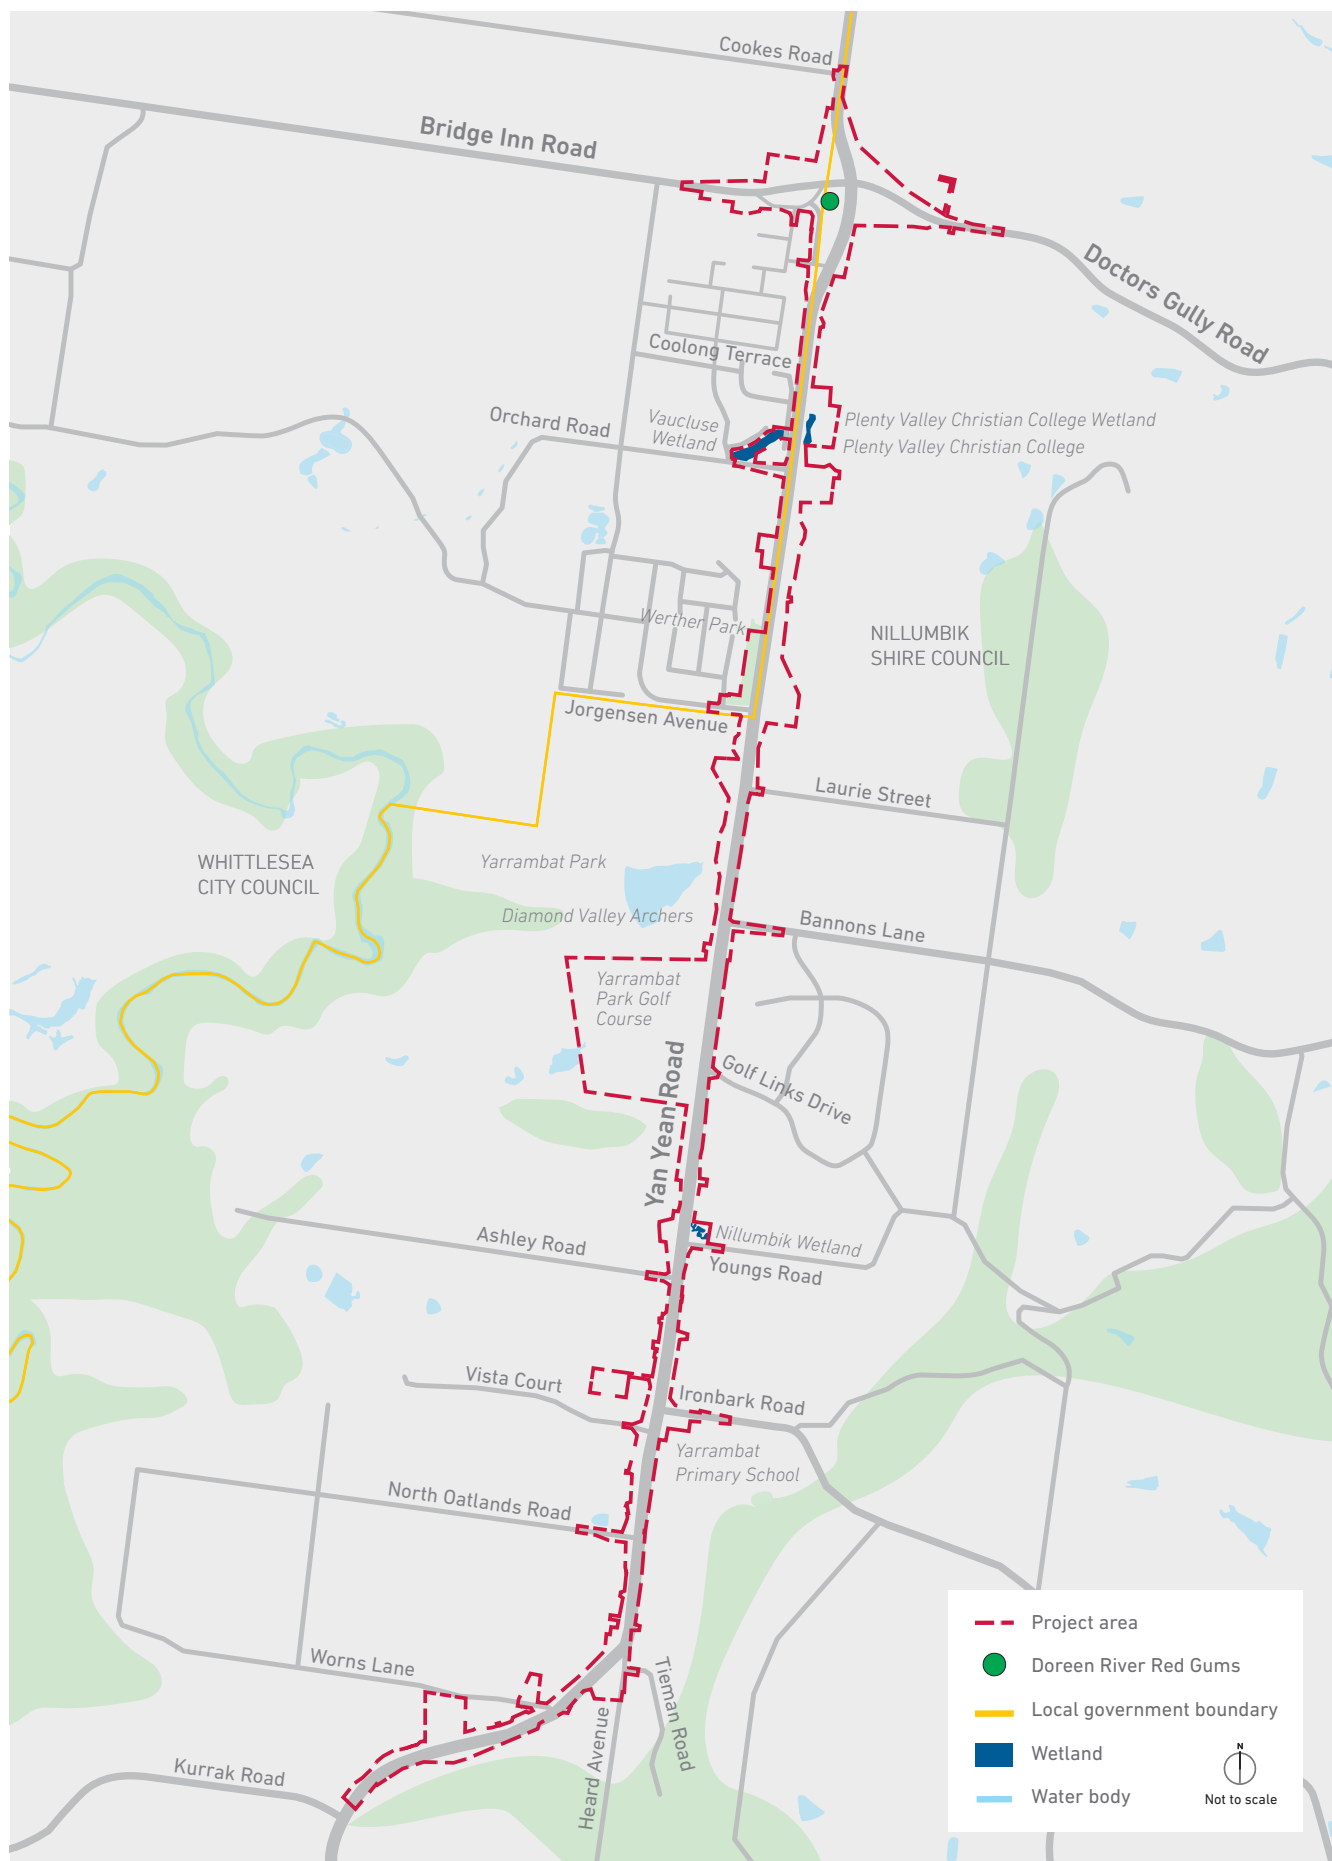 Cookes Road
Bridge Inn Road
Doctors Gully Road
Coolong Terrace
Orchard Road
Vaucluse
Wetland
Plenty Valley Christian College Wetland
Plenty Valley Christian College
Werther Park
NILLUMBIK
SHIRE COUNCIL
Jorgensen Avenue
Laurie Street
WHITTLESEA
CITY COUNCIL
Yarrambat Park
Diamond Valley Archers
Bannons Lane
Yarrambat
Park Golf
Course
Yan Yean Road
Golf Links Drive
Ashley Road
Nillumbik Wetland
Youngs Road
Vista Court
Ironbark Road
Yarrambat
Primary School
North Oatlands Road
Worns Lane
Tieman Road
Heard Avenue
Kurrak Road
Project area
Doreen River Red Gums
Local government boundary
Wetland
Water body
N
Not to scale